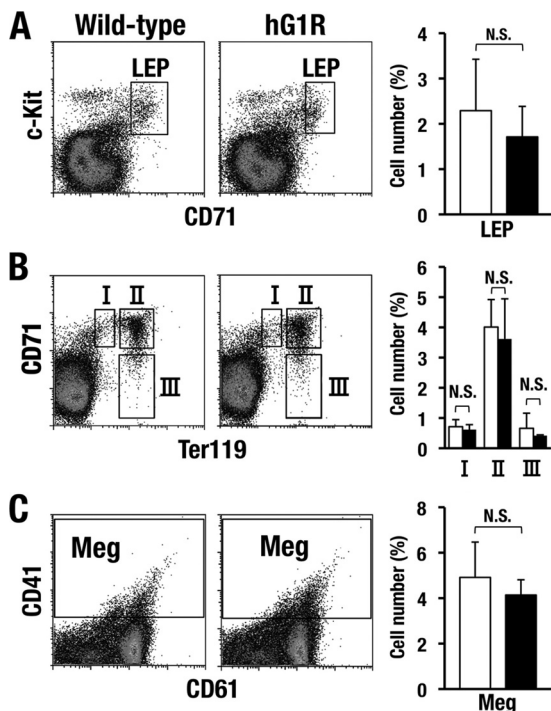 A
Wild-type
hG1R
LEP
LEP
c-Kit
CD71
Cell number (%)
4
3
2
1
0
N.S.
LEP
B
I
II
III
I
II
III
CD71
Ter119
Cell number (%)
6
5
4
3
2
1
0
N.S.
N.S.
N.S.
I
II
III
C
Meg
Meg
CD41
CD61
Cell number (%)
8
6
4
2
0
N.S.
Meg